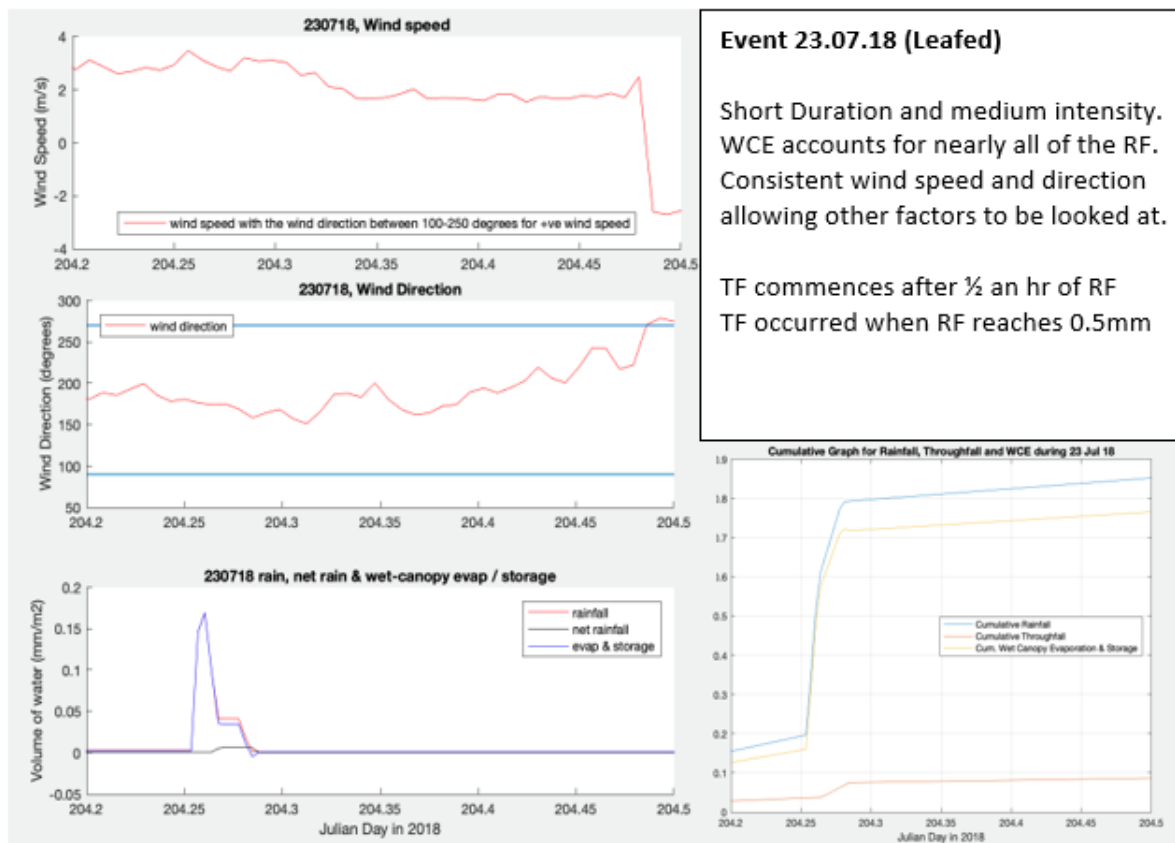 230718, Wind speed
Wind Speed (m/s)
4
2
0
-2
-4
wind speed with the wind direction between 100-250 degrees for +ve wind speed
204.2 204.25 204.3 204.35 204.4 204.45 204.5
230718, Wind Direction
Wind Direction (degrees)
300
250
200
150
100
50
wind direction
204.2 204.25 204.3 204.35 204.4 204.45 204.5
230718 rain, net rain & wet-canopy evap / storage
Volume of water (mm/m2)
0.2
0.15
0.1
0.05
0
-0.05
rainfall
net rainfall
evap & storage
204.2 204.25 204.3 204.35 204.4 204.45 204.5
Julian Day in 2018
Event 23.07.18 (Leafed)
Short Duration and medium intensity.
WCE accounts for nearly all of the RF.
Consistent wind speed and direction
allowing other factors to be looked at.
TF commences after ½ an hr of RF
TF occurred when RF reaches 0.5mm
Cumulative Graph for Rainfall, Throughfall and WCE during 23 Jul 18
1.9
1.8
1.7
1.6
0.5
0.4
0.3
0.2
0.1
0
Cumulative Rainfall
Cumulative Throughfall
Cum. Wet Canopy Evaporation & Storage
204.2 204.25 204.3 204.35 204.4 204.45 204.5
Julian Day in 2018